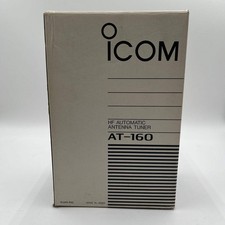 ICOM
HF AUTOMATIC
ANTENNA TUNER
AT-160